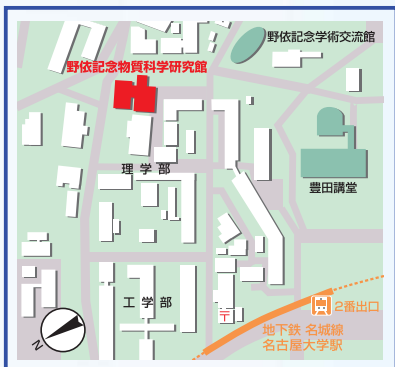 野依記念学術交流館
野依記念物質科学研究館
理学部
豊田講堂
工学部
2番出口
〒
地下鉄 名城線
名古屋大学駅
N